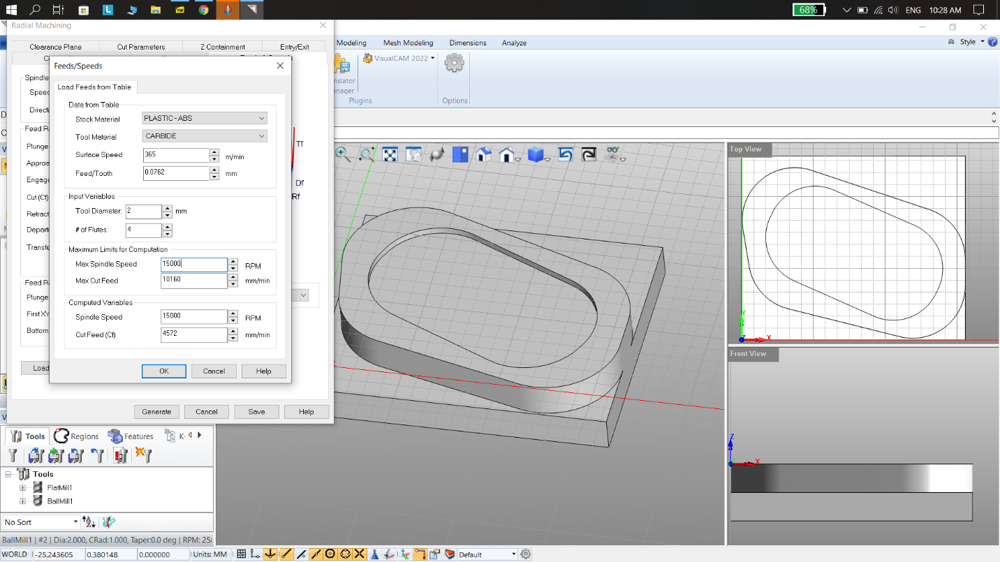 68%
ENG
10:28 AM
Radial Machining
Clearance Plane
Cut Parameters
Z Containment
Entry/Exit
Modeling
Mesh Modeling
Dimensions
Analyze
Style
VisualCAM 2022
Plugins
Options
Feeds/Speeds
Load Feeds from Table
Data from Table
Stock Material PLASTIC - ABS
Tool Material CARBIDE
Surface Speed 365 m/min
Feed/Tooth 0.0762 mm
Input Variables
Tool Diameter: 2 mm
# of Flutes: 4
Maximum Limits for Computation
Max Spindle Speed 15000 RPM
Max Cut Feed 10160 mm/min
Computed Variables
Spindle Speed 15000 RPM
Cut Feed (Cf) 4572 mm/min
OK
Cancel
Help
Spindle
Feed Ra
Plunge
Approa
Engage
Cut (Cf)
Retract
Depart
Transfe
Feed Ra
Plunge
First XY
Bottom
Load
Tf
Df
Rf
Generate
Cancel
Save
Help
Tools
Regions
Features
K-
Tools
FlatMill1
BallMill1
No Sort
BallMill1 | #2 | Dia:2.000, CRad:1.000, Taper:0.0 deg | RPM: 25
WORLD
-25.243605
0.380148
0.000000
Units: MM
Default
Top View
Y
Z
X
Front View
Z
X